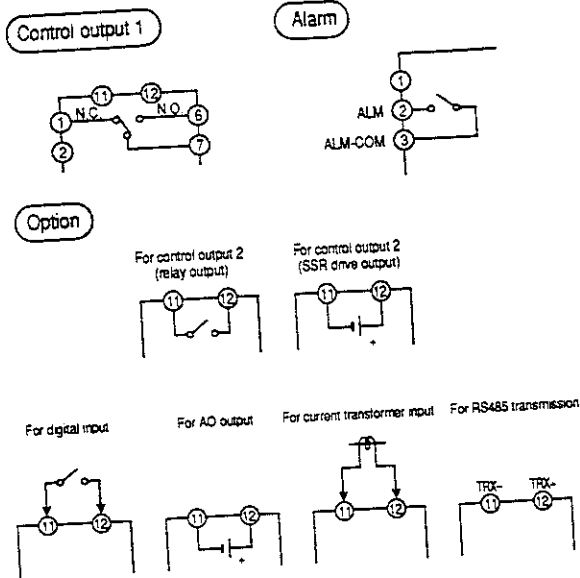 Control output 1
Alarm
11 12
1 N.C. N.O. 6
2 7
1
ALM 2
ALM-COM 3
Option
For control output 2
(relay output)
11 12
For control output 2
(SSR drive output)
11 12
+
For digital input
11 12
For AO output
11 12
+
For current transformer input
11 12
For RS485 transmission
TRX- TRX+
11 12